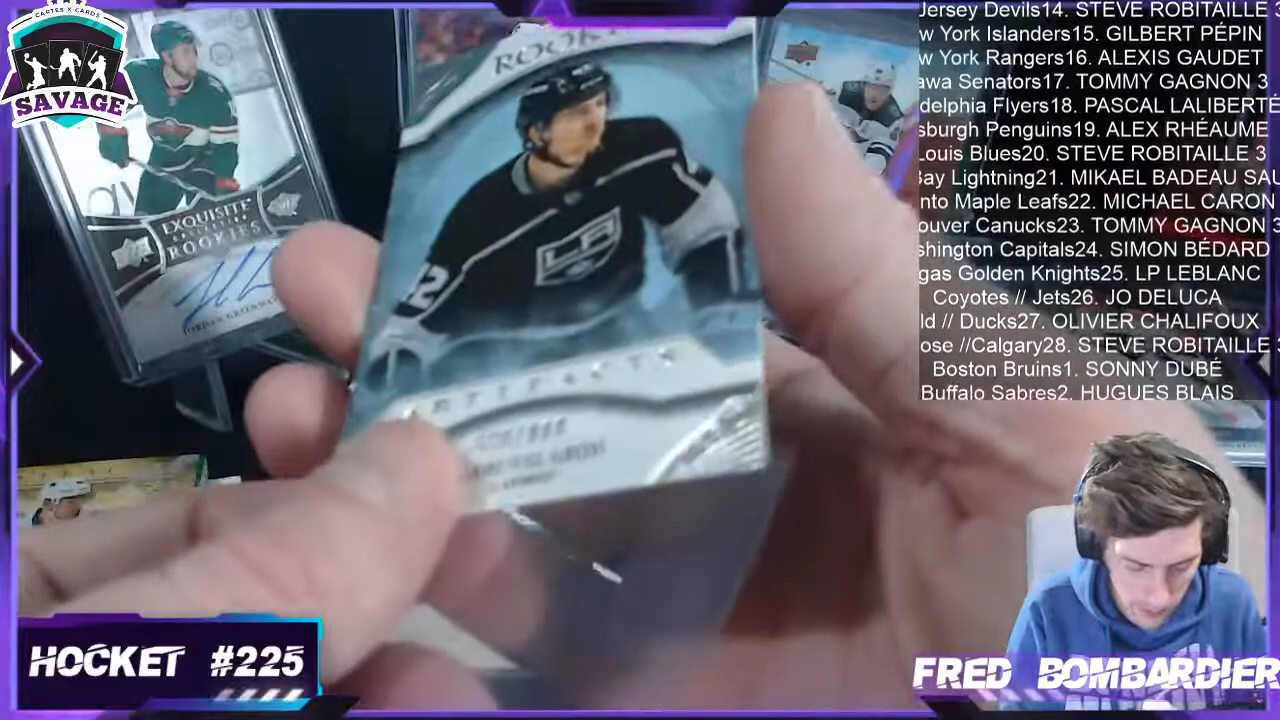 CARTES X CARDS
SAVAGE
EXQUISITE
COLLECTION
ROOKIES
LA
ARTIFACTS
HOCKET #225
FRED BOMBARDIER
Jersey Devils14. STEVE ROBITAILLE 3
w York Islanders15. GILBERT PÉPIN
w York Rangers16. ALEXIS GAUDET
awa Senators17. TOMMY GAGNON 3
delphia Flyers18. PASCAL LALIBERTÉ
sburgh Penguins19. ALEX RHÉAUME
Louis Blues20. STEVE ROBITAILLE 3
Bay Lightning21. MIKAEL BADEAU SAU
nto Maple Leafs22. MICHAEL CARON
ouver Canucks23. TOMMY GAGNON 3
shington Capitals24. SIMON BÉDARD
gas Golden Knights25. LP LEBLANC
Coyotes // Jets26. JO DELUCA
ld // Ducks27. OLIVIER CHALIFOUX
ose //Calgary28. STEVE ROBITAILLE 3
Boston Bruins1. SONNY DUBÉ
Buffalo Sabres2. HUGUES BLAIS